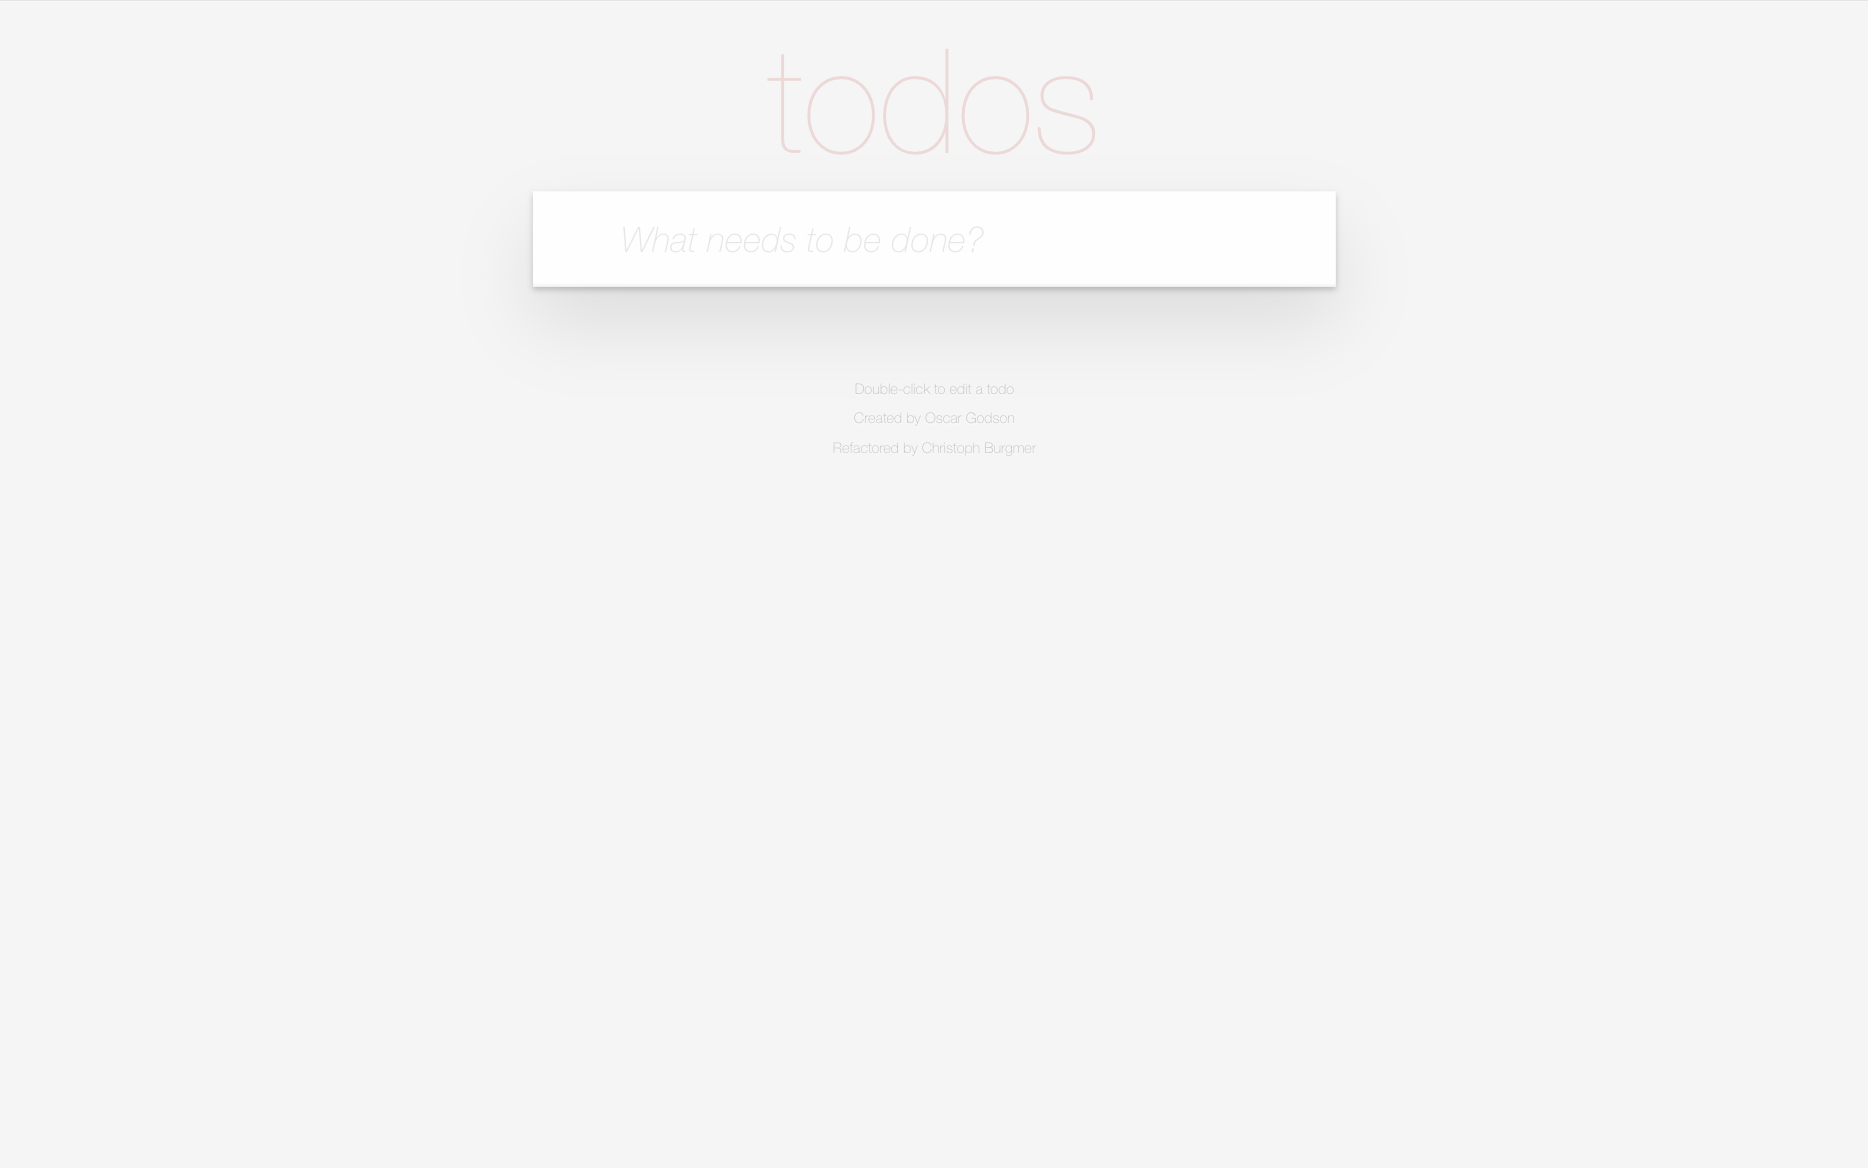 todos
What needs to be done?
Double-click to edit a todo
Created by Oscar Godson
Refactored by Christoph Burgmer